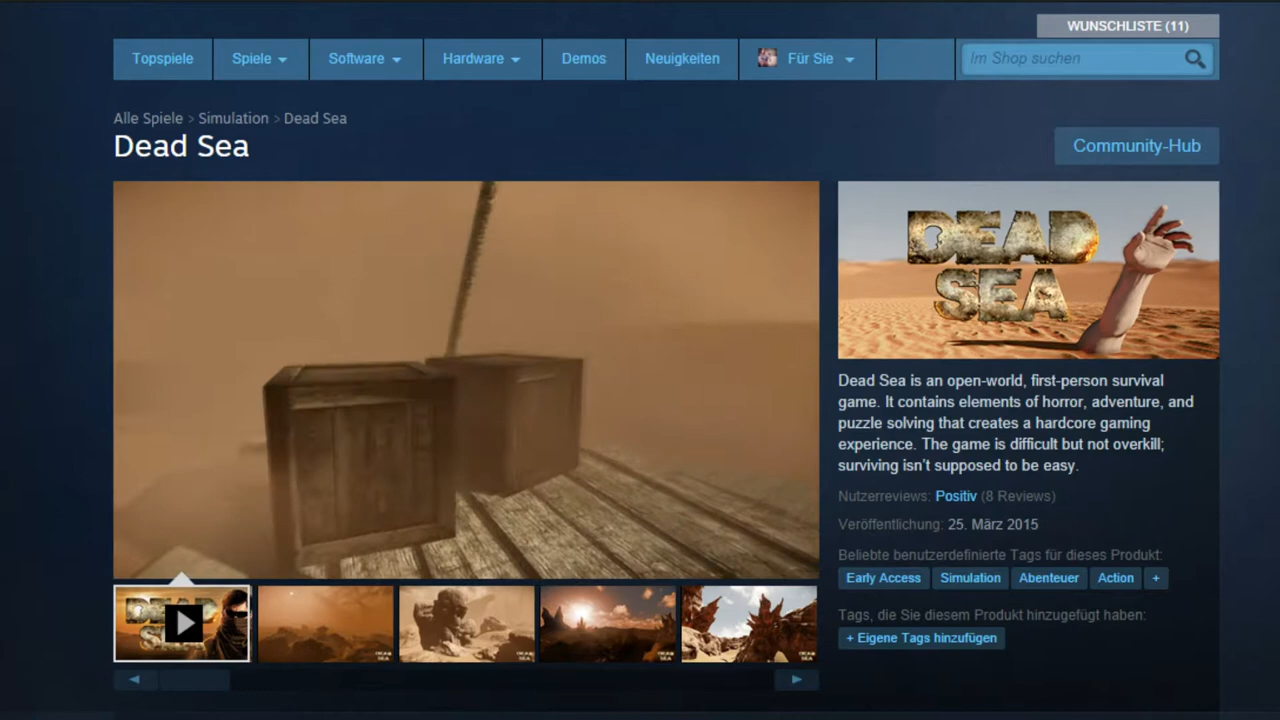 WUNSCHLISTE (11)
Topspiele Spiele Software Hardware Demos Neuigkeiten Für Sie Im Shop suchen
Alle Spiele > Simulation > Dead Sea
Dead Sea
Community-Hub
DEAD
SEA
Dead Sea is an open-world, first-person survival
game. It contains elements of horror, adventure, and
puzzle solving that creates a hardcore gaming
experience. The game is difficult but not overkill;
surviving isn't supposed to be easy.
Nutzerreviews: Positiv (8 Reviews)
Veröffentlichung: 25. März 2015
Beliebte benutzerdefinierte Tags für dieses Produkt:
Early Access Simulation Abenteuer Action +
Tags, die Sie diesem Produkt hinzugefügt haben:
+ Eigene Tags hinzufügen
DEAD
SEA